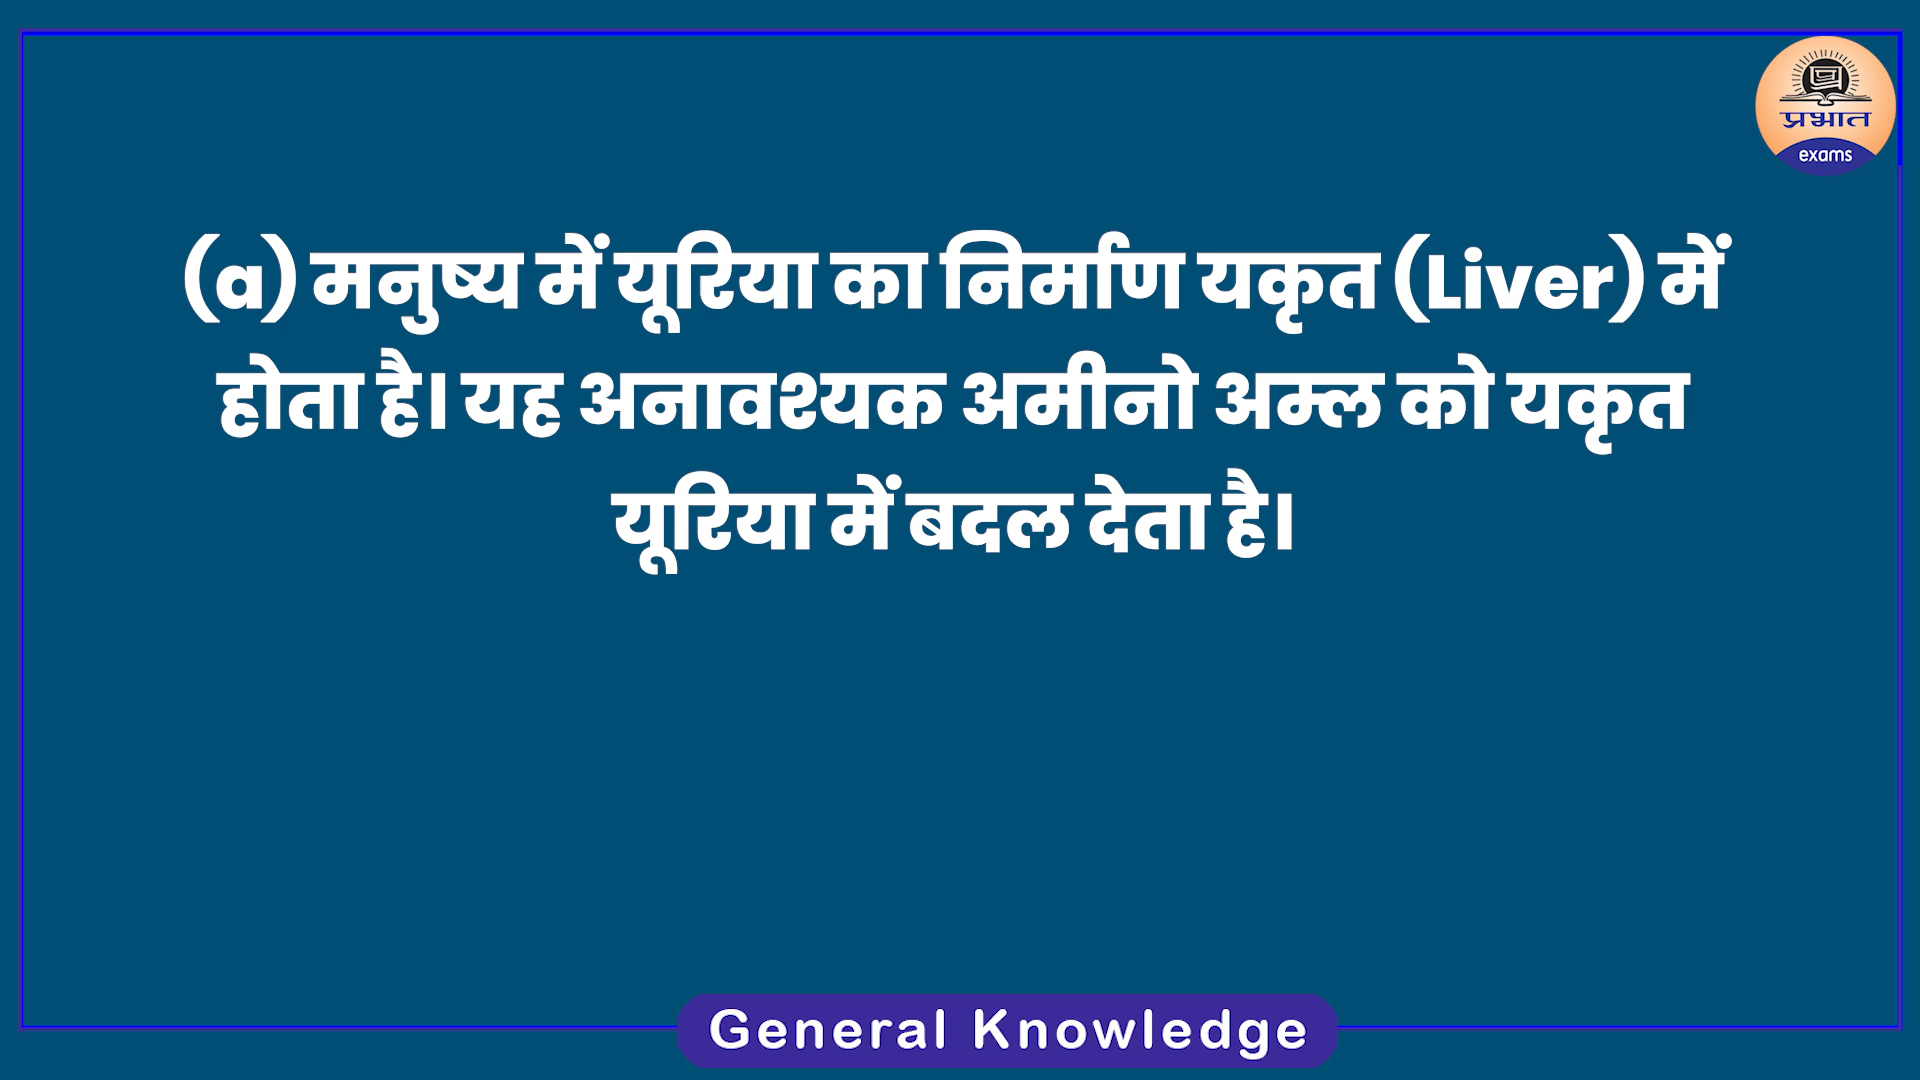 प्रभात
exams
(a) मनुष्य में यूरिया का निर्माण यकृत (Liver) में
होता है। यह अनावश्यक अमीनो अम्ल को यकृत
यूरिया में बदल देता है।
General Knowledge